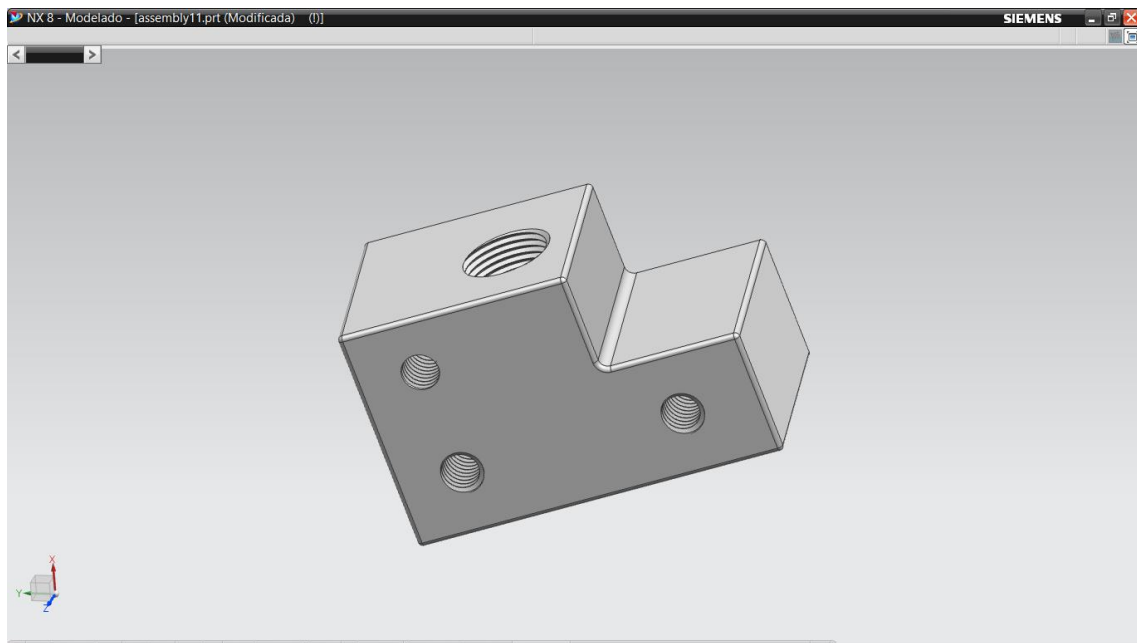 NX 8 - Modelado - [assembly11.prt (Modificada) (!)]
SIEMENS
X
Y
Z